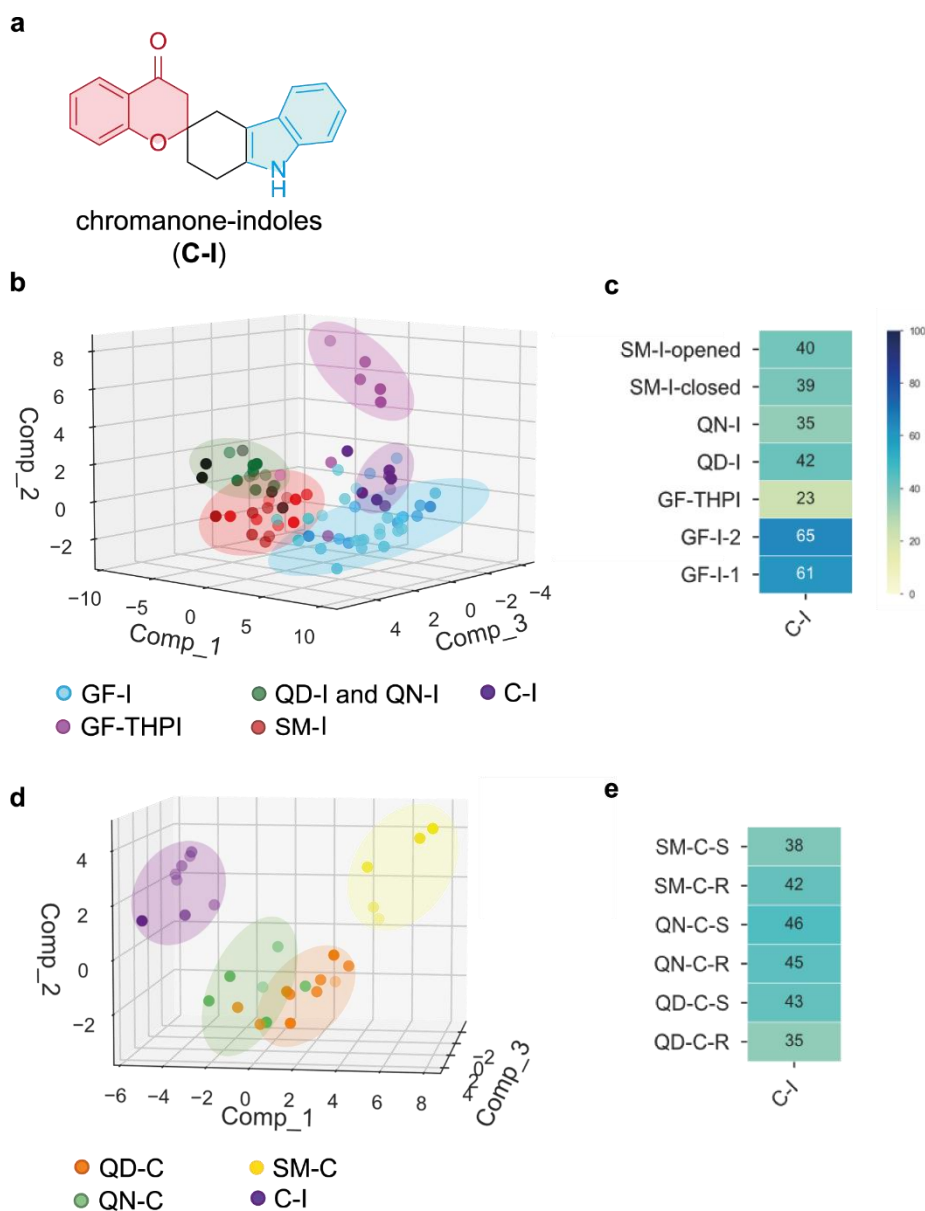 a
O
O
N
H
chromanone-indoles
(C-I)
b
8
6
4
2
0
−2
Comp_2
−10
−5
0
5
10
Comp_1
4
2
0
−2
−4
Comp_3
GF-I
QD-I and QN-I
C-I
GF-THPI
SM-I
c
SM-I-opened
40
SM-I-closed
39
QN-I
35
QD-I
42
GF-THPI
23
GF-I-2
65
GF-I-1
61
C-I
100
80
60
40
20
0
d
4
2
0
−2
Comp_2
−6
−4
−2
0
2
4
6
8
Comp_1
−2
0
2
4
Comp_3
QD-C
SM-C
QN-C
C-I
e
SM-C-S
38
SM-C-R
42
QN-C-S
46
QN-C-R
45
QD-C-S
43
QD-C-R
35
C-I